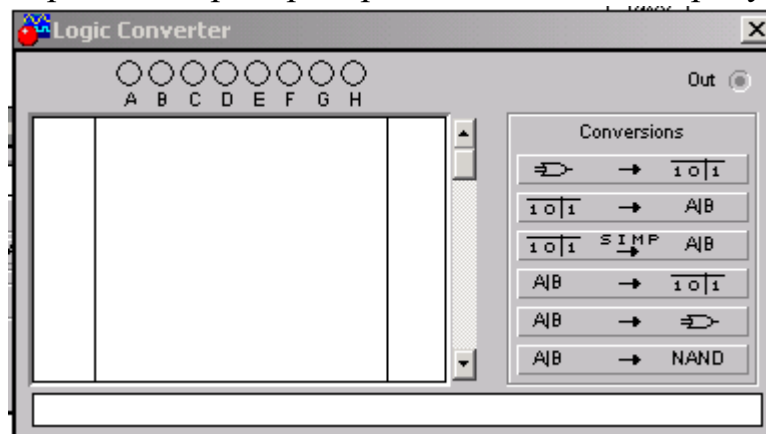 Logic Converter
Out
A B C D E F G H
Conversions
→ 1 0 1
1 0 1 → A|B
1 0 1 SIMP → A|B
A|B → 1 0 1
A|B →
A|B → NAND